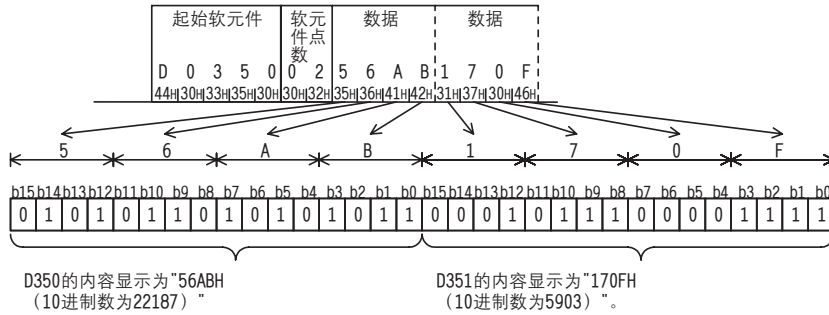 起始软元件
软元件点数
数据
数据
D 0 3 5 0 0 2 5 6 A B 1 7 0 F
44H 30H 33H 35H 30H 30H 32H 35H 36H 41H 42H 31H 37H 30H 46H
5 6 A B 1 7 0 F
b15 b14 b13 b12 b11 b10 b9 b8 b7 b6 b5 b4 b3 b2 b1 b0 b15 b14 b13 b12 b11 b10 b9 b8 b7 b6 b5 b4 b3 b2 b1 b0
0 1 0 1 0 1 1 0 1 0 1 0 1 0 1 1 0 0 0 1 0 1 1 1 0 0 0 0 1 1 1 1
D350的内容显示为"56ABH
（10进制数为22187）"
D351的内容显示为"170FH
（10进制数为5903）"。